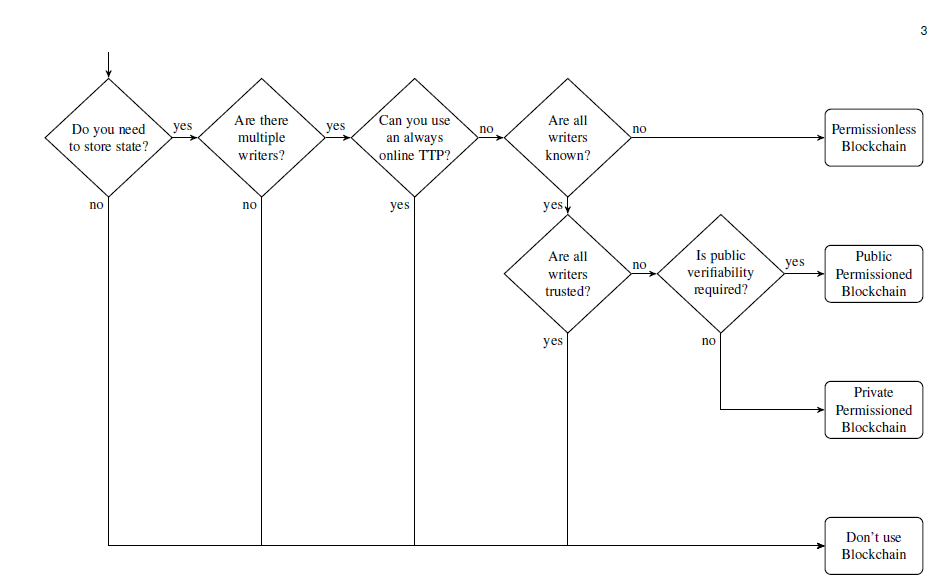 3
Do you need
to store state?
yes
no
Are there
multiple
writers?
yes
no
Can you use
an always
online TTP?
no
yes
Are all
writers
known?
no
yes
Permissionless
Blockchain
Are all
writers
trusted?
no
yes
Is public
verifiability
required?
yes
no
Public
Permissioned
Blockchain
Private
Permissioned
Blockchain
Don't use
Blockchain